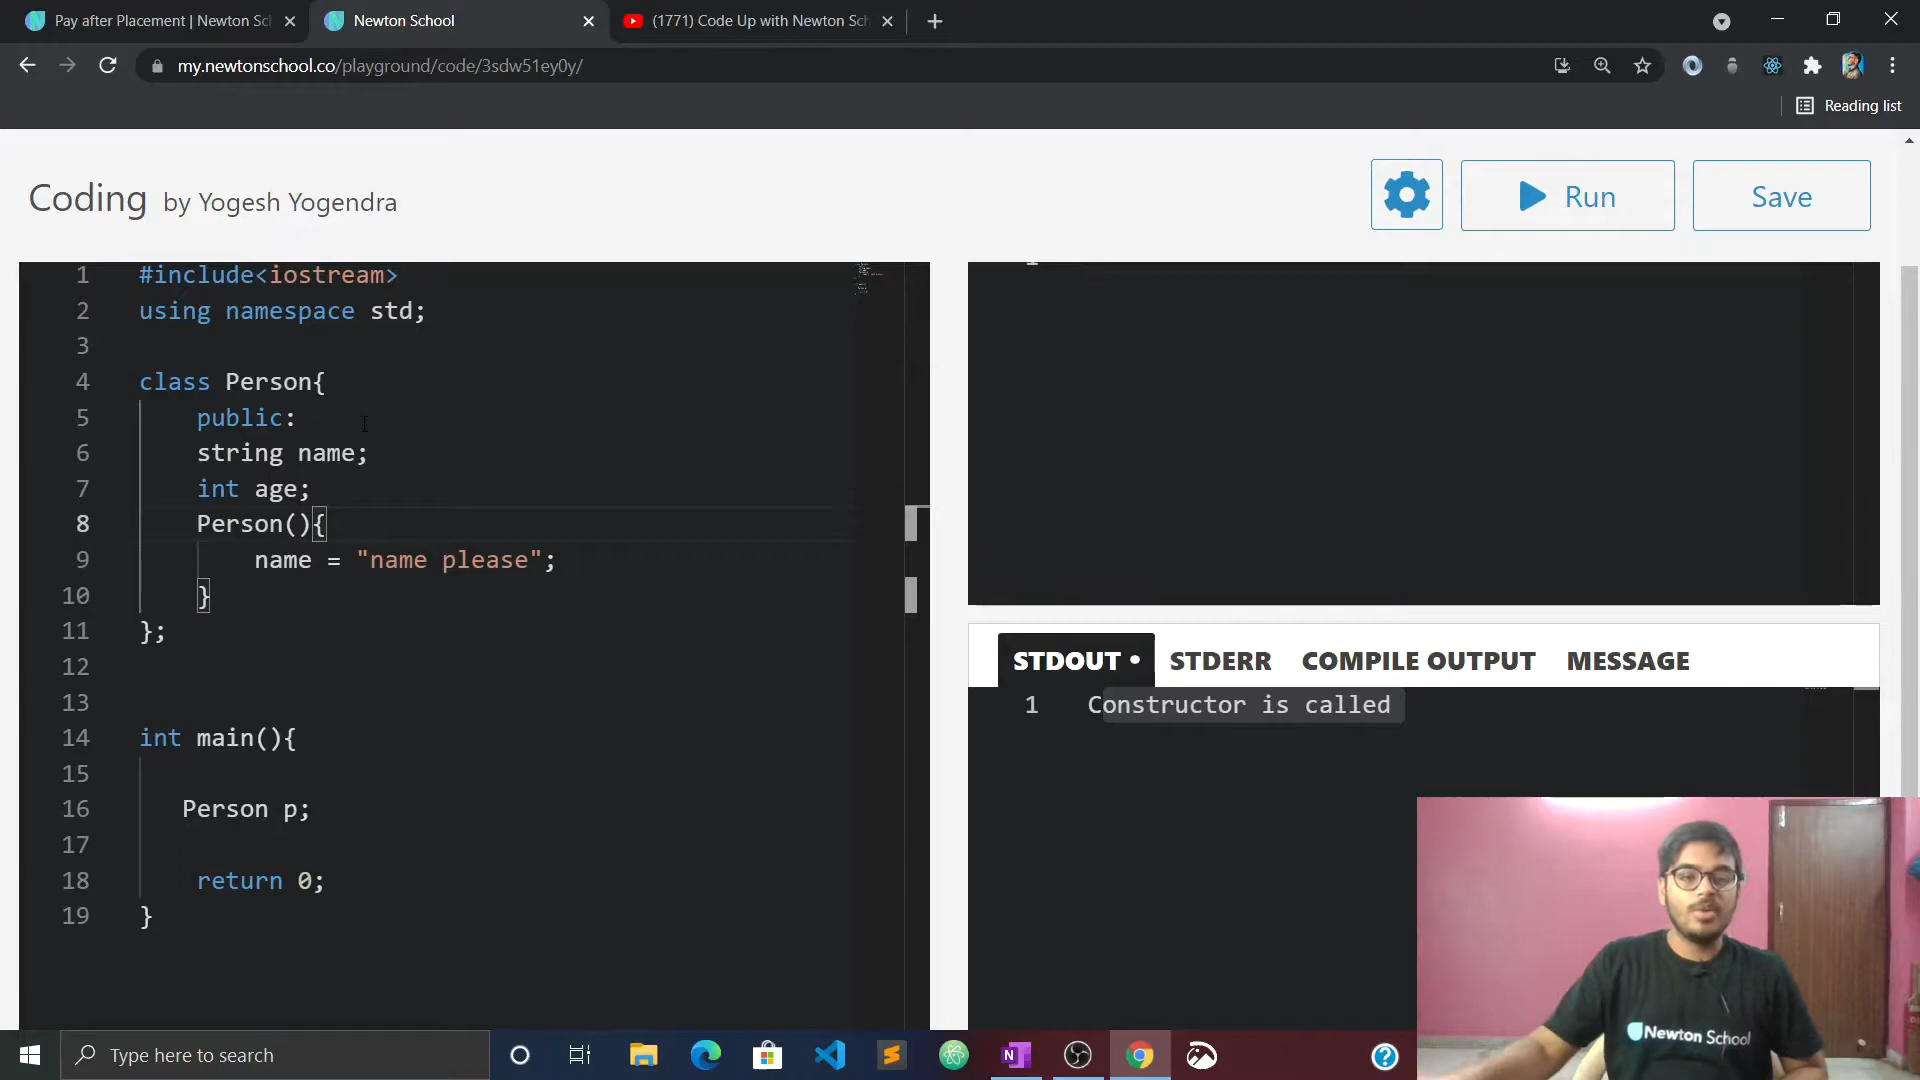 Pay after Placement | Newton Sc
Newton School
(1771) Code Up with Newton Sch
my.newtonschool.co/playground/code/3sdw51ey0y/
Reading list
Coding by Yogesh Yogendra
Run
Save
1 #include<iostream>
2 using namespace std;
3
4 class Person{
5 public:
6 string name;
7 int age;
8 Person(){
9 name = "name please";
10 }
11 };
12
13
14 int main(){
15
16 Person p;
17
18 return 0;
19 }
STDOUT • STDERR COMPILE OUTPUT MESSAGE
1 Constructor is called
Newton School
Type here to search